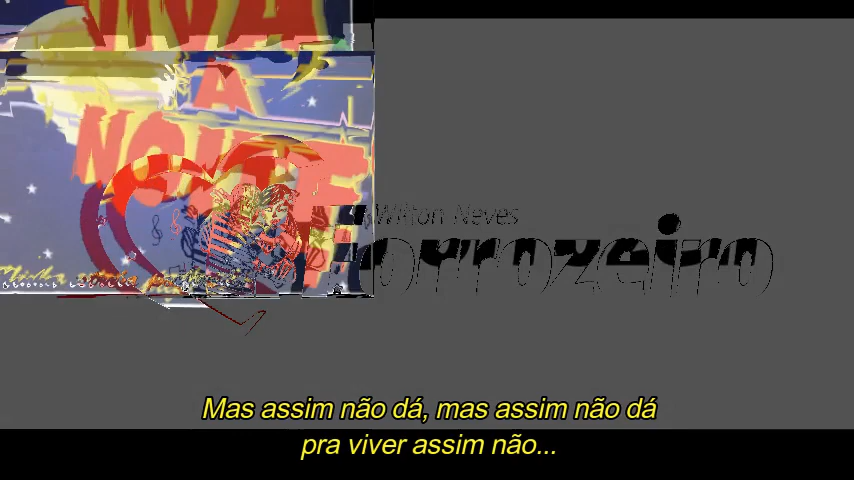 VIVA
A
NOITE
Wilton Neves
Forrozeiro
Mas assim não dá, mas assim não dá
pra viver assim não...